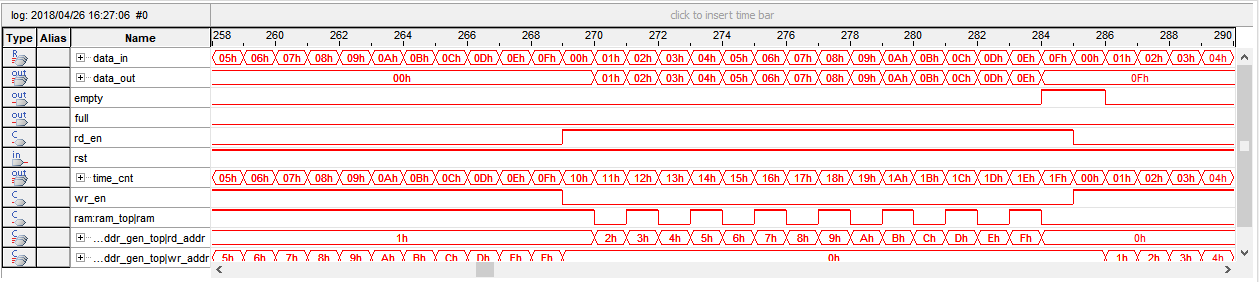 log: 2018/04/26 16:27:06 #0 click to insert time bar
Type Alias Name 258 260 262 264 266 268 270 272 274 276 278 280 282 284 286 288 290
R data_in 05h 06h 07h 08h 09h 0Ah 0Bh 0Ch 0Dh 0Eh 0Fh 00h 01h 02h 03h 04h 05h 06h 07h 08h 09h 0Ah 0Bh 0Ch 0Dh 0Eh 0Fh 00h 01h 02h 03h 04h
out data_out 00h 01h 02h 03h 04h 05h 06h 07h 08h 09h 0Ah 0Bh 0Ch 0Dh 0Eh 0Fh
out empty
out full
C rd_en
in rst
out time_cnt 05h 06h 07h 08h 09h 0Ah 0Bh 0Ch 0Dh 0Eh 0Fh 10h 11h 12h 13h 14h 15h 16h 17h 18h 19h 1Ah 1Bh 1Ch 1Dh 1Eh 1Fh 00h 01h 02h 03h 04h
C wr_en
C ram:ram_top|ram
C ...ddr_gen_top|rd_addr 1h 2h 3h 4h 5h 6h 7h 8h 9h Ah Bh Ch Dh Eh Fh 0h
C ...ddr_gen_top|wr_addr 5h 6h 7h 8h 9h Ah Bh Ch Dh Eh Fh 0h 1h 2h 3h 4h